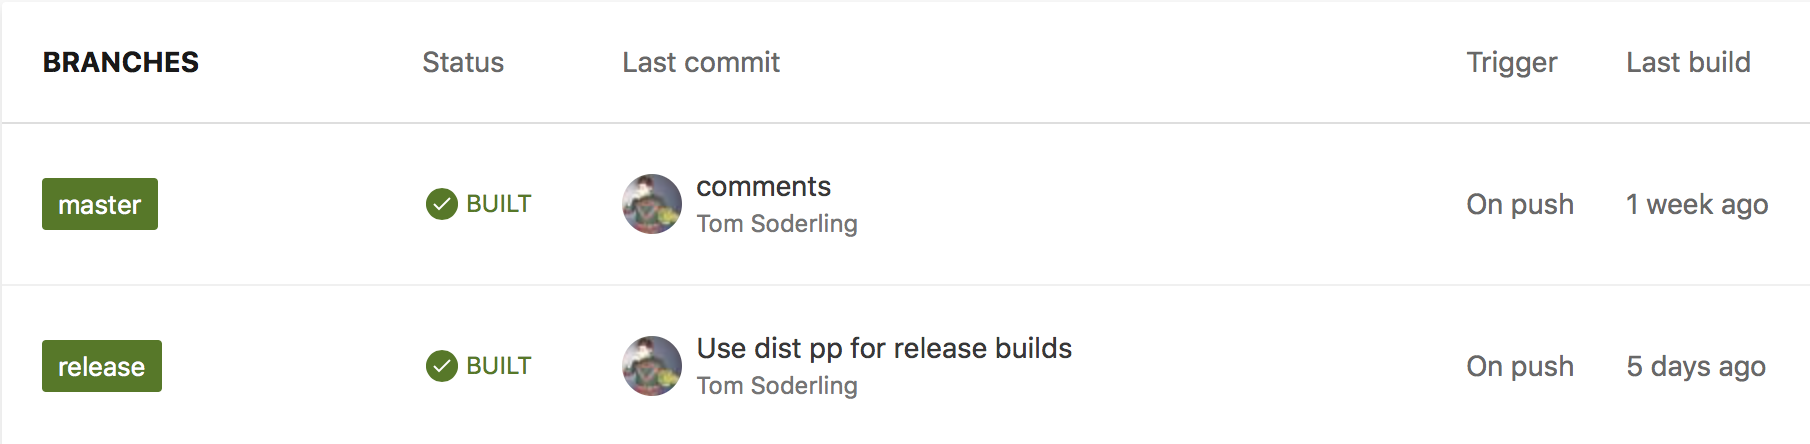 BRANCHES Status Last commit Trigger Last build
master BUILT comments On push 1 week ago
Tom Soderling
release BUILT Use dist pp for release builds On push 5 days ago
Tom Soderling